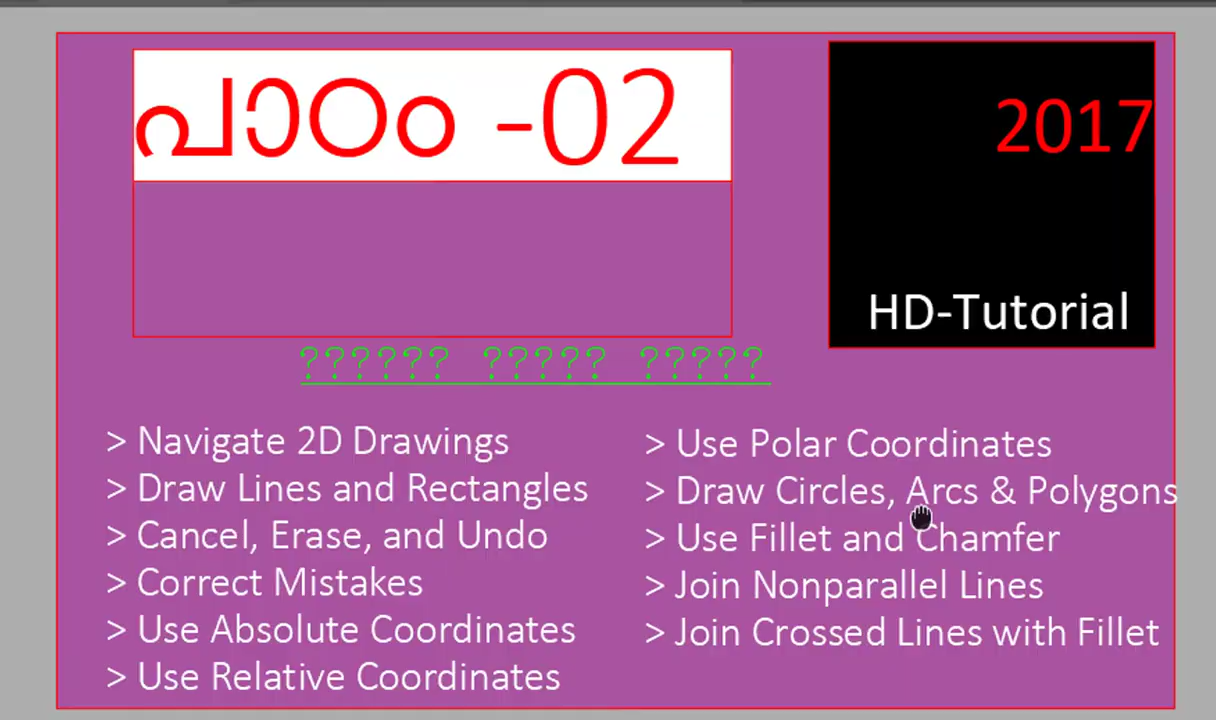 പാഠം -02
2017
HD-Tutorial
?????? ????? ?????
> Navigate 2D Drawings
> Draw Lines and Rectangles
> Cancel, Erase, and Undo
> Correct Mistakes
> Use Absolute Coordinates
> Use Relative Coordinates
> Use Polar Coordinates
> Draw Circles, Arcs & Polygons
> Use Fillet and Chamfer
> Join Nonparallel Lines
> Join Crossed Lines with Fillet